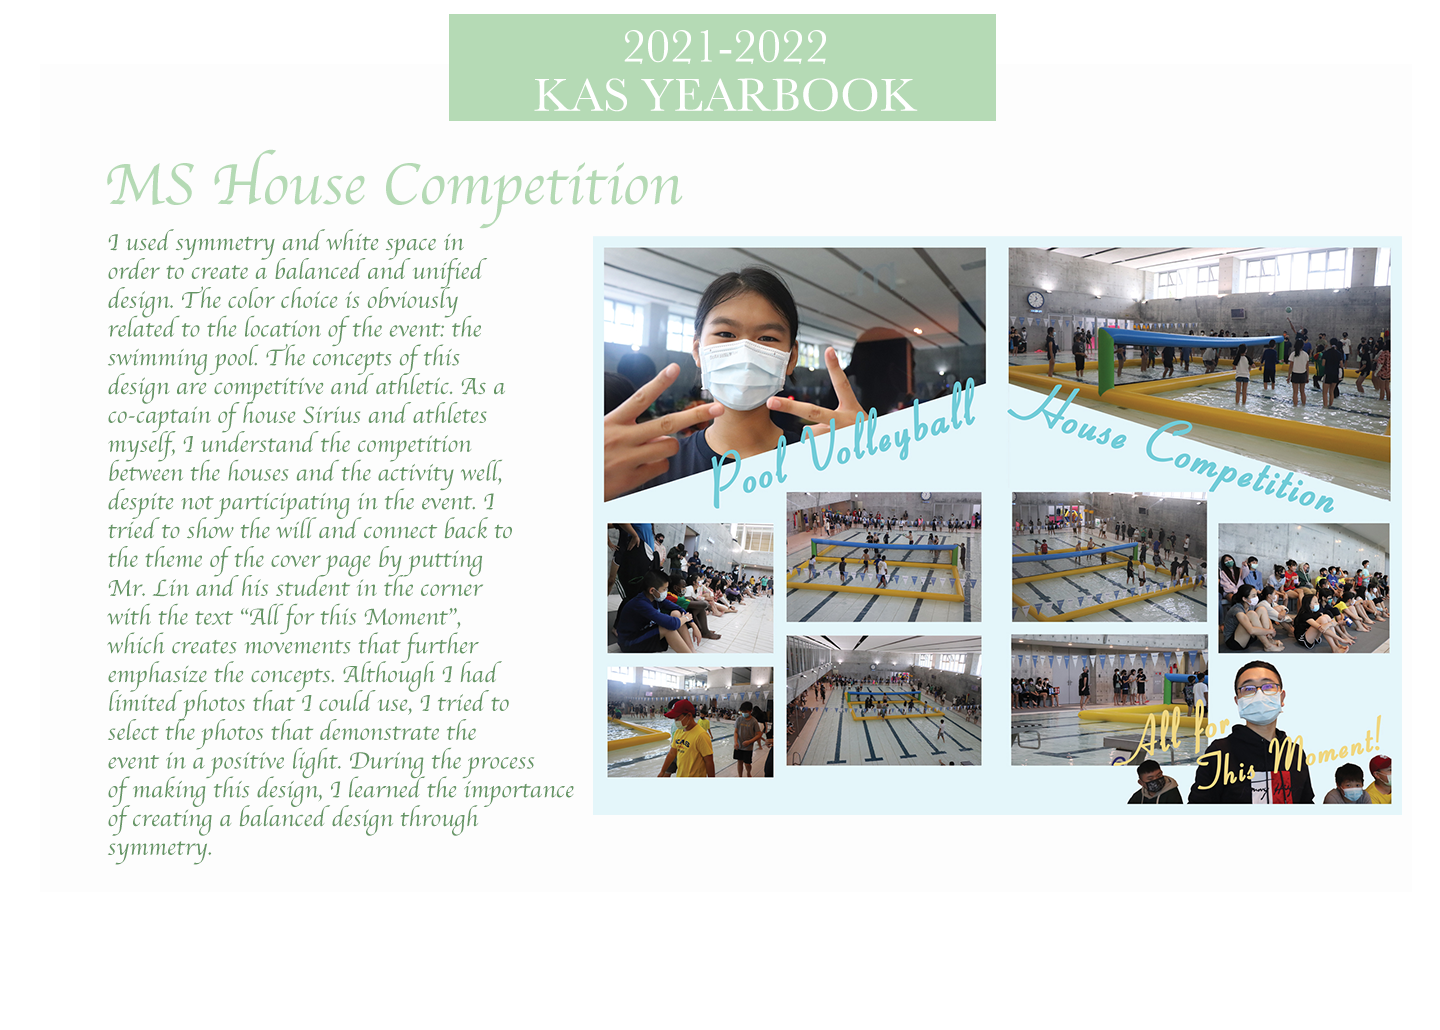 2021-2022
KAS YEARBOOK
MS House Competition
I used symmetry and white space in
order to create a balanced and unified
design. The color choice is obviously
related to the location of the event: the
swimming pool. The concepts of this
design are competitive and athletic. As a
co-captain of house Sirius and athletes
myself, I understand the competition
between the houses and the activity well,
despite not participating in the event. I
tried to show the will and connect back to
the theme of the cover page by putting
Mr. Lin and his student in the corner
with the text “All for this Moment”,
which creates movements that further
emphasize the concepts. Although I had
limited photos that I could use, I tried to
select the photos that demonstrate the
event in a positive light. During the process
of making this design, I learned the importance
of creating a balanced design through
symmetry.
Pool Volleyball
House Competition
All for
This Moment!